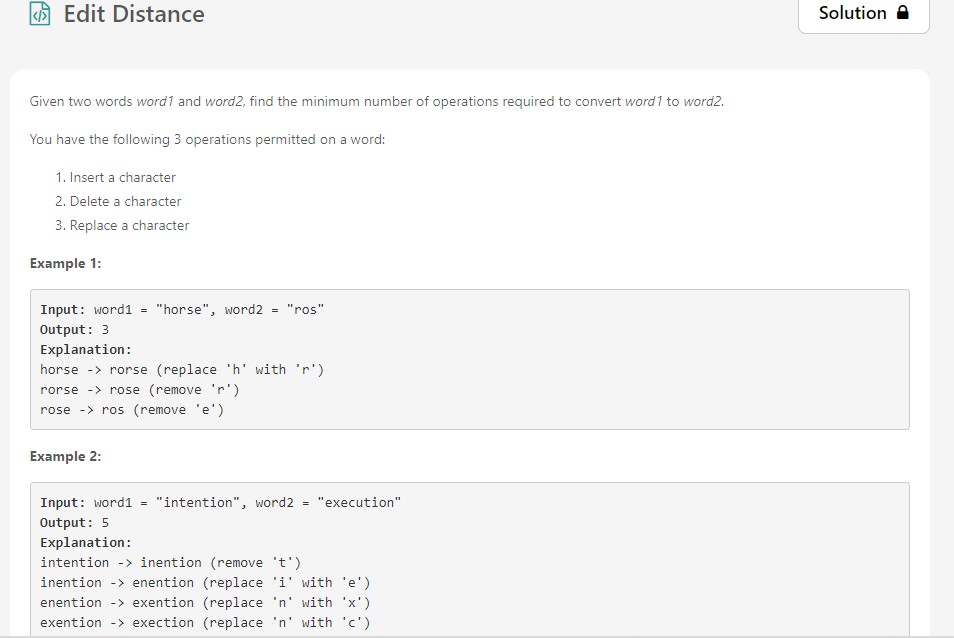 Edit Distance
Solution
Given two words word1 and word2, find the minimum number of operations required to convert word1 to word2.
You have the following 3 operations permitted on a word:
1. Insert a character
2. Delete a character
3. Replace a character
Example 1:
Input: word1 = "horse", word2 = "ros"
Output: 3
Explanation:
horse -> rorse (replace 'h' with 'r')
rorse -> rose (remove 'r')
rose -> ros (remove 'e')
Example 2:
Input: word1 = "intention", word2 = "execution"
Output: 5
Explanation:
intention -> inention (remove 't')
inention -> enention (replace 'i' with 'e')
enention -> exention (replace 'n' with 'x')
exention -> exection (replace 'n' with 'c')